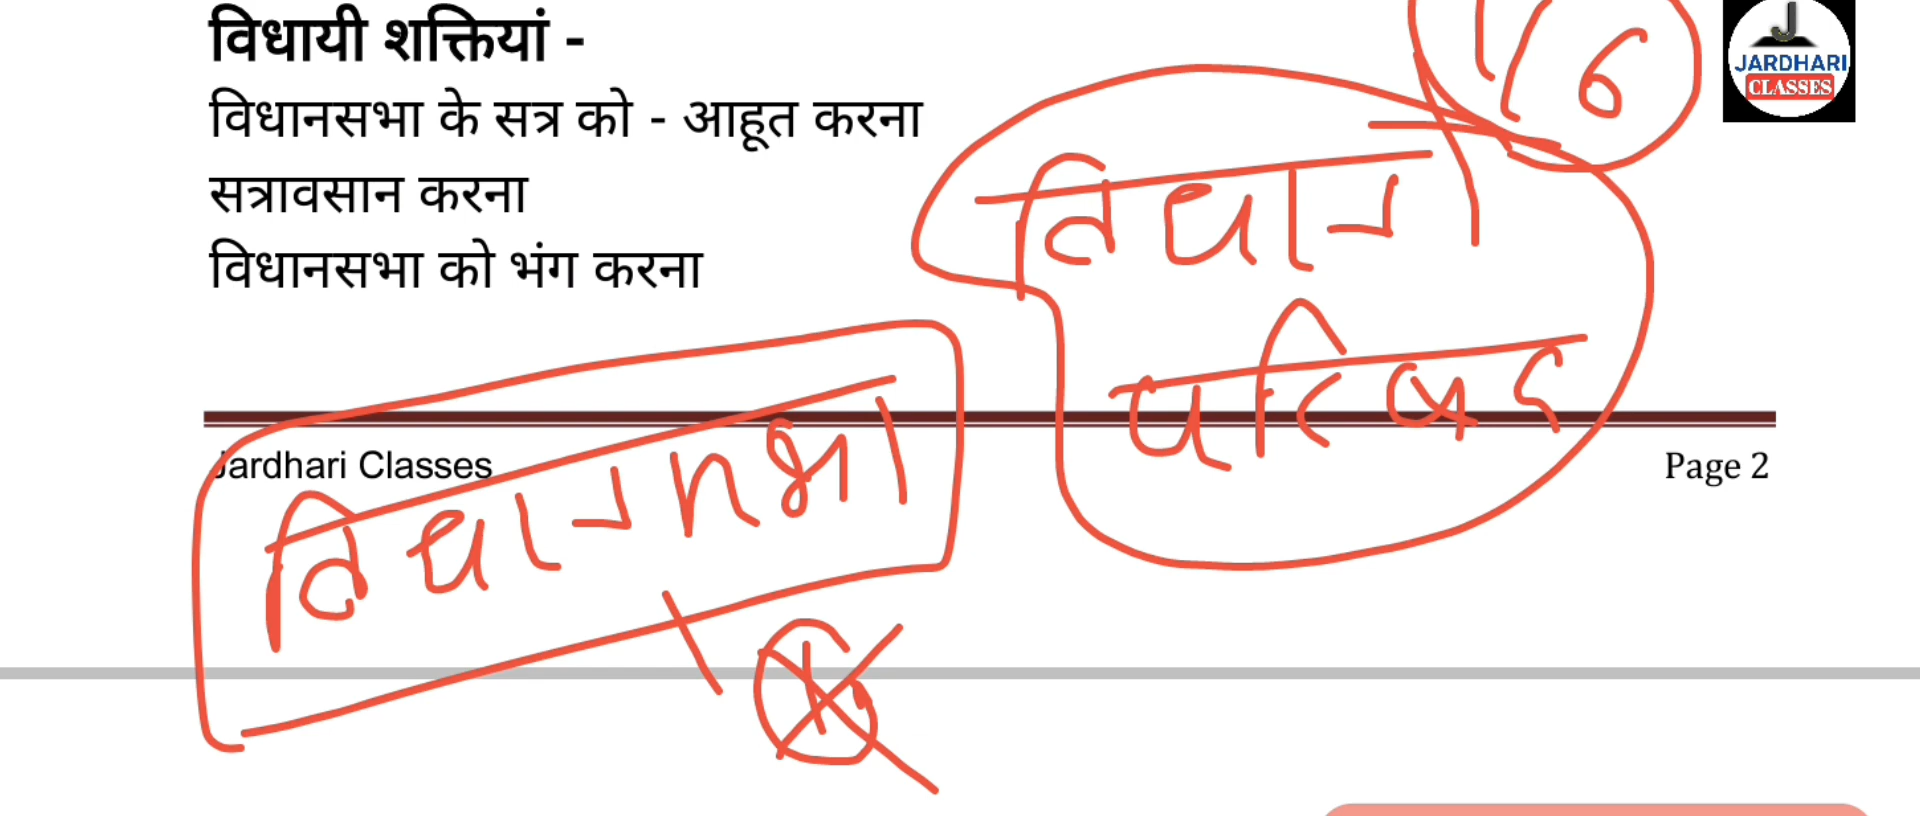 विधायी शक्तियां -
विधानसभा के सत्र को - आहूत करना
सत्रावसान करना
विधानसभा को भंग करना
1/6
JARDHARI
CLASSES
विधान
परिषद
Jardhari Classes
Page 2
विधानसभा